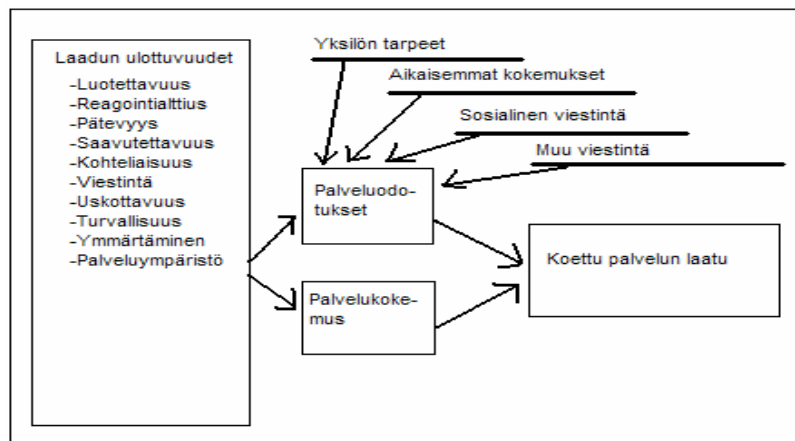 Laadun ulottuvuudet
-Luotettavuus
-Reagointialttius
-Pätevyys
-Saavutettavuus
-Kohteliaisuus
-Viestintä
-Uskottavuus
-Turvallisuus
-Ymmärtäminen
-Palveluympäristö
Yksilön tarpeet
Aikaisemmat kokemukset
Sosialinen viestintä
Muu viestintä
Palveluodo-
tukset
Palvelukoke-
mus
Koettu palvelun laatu